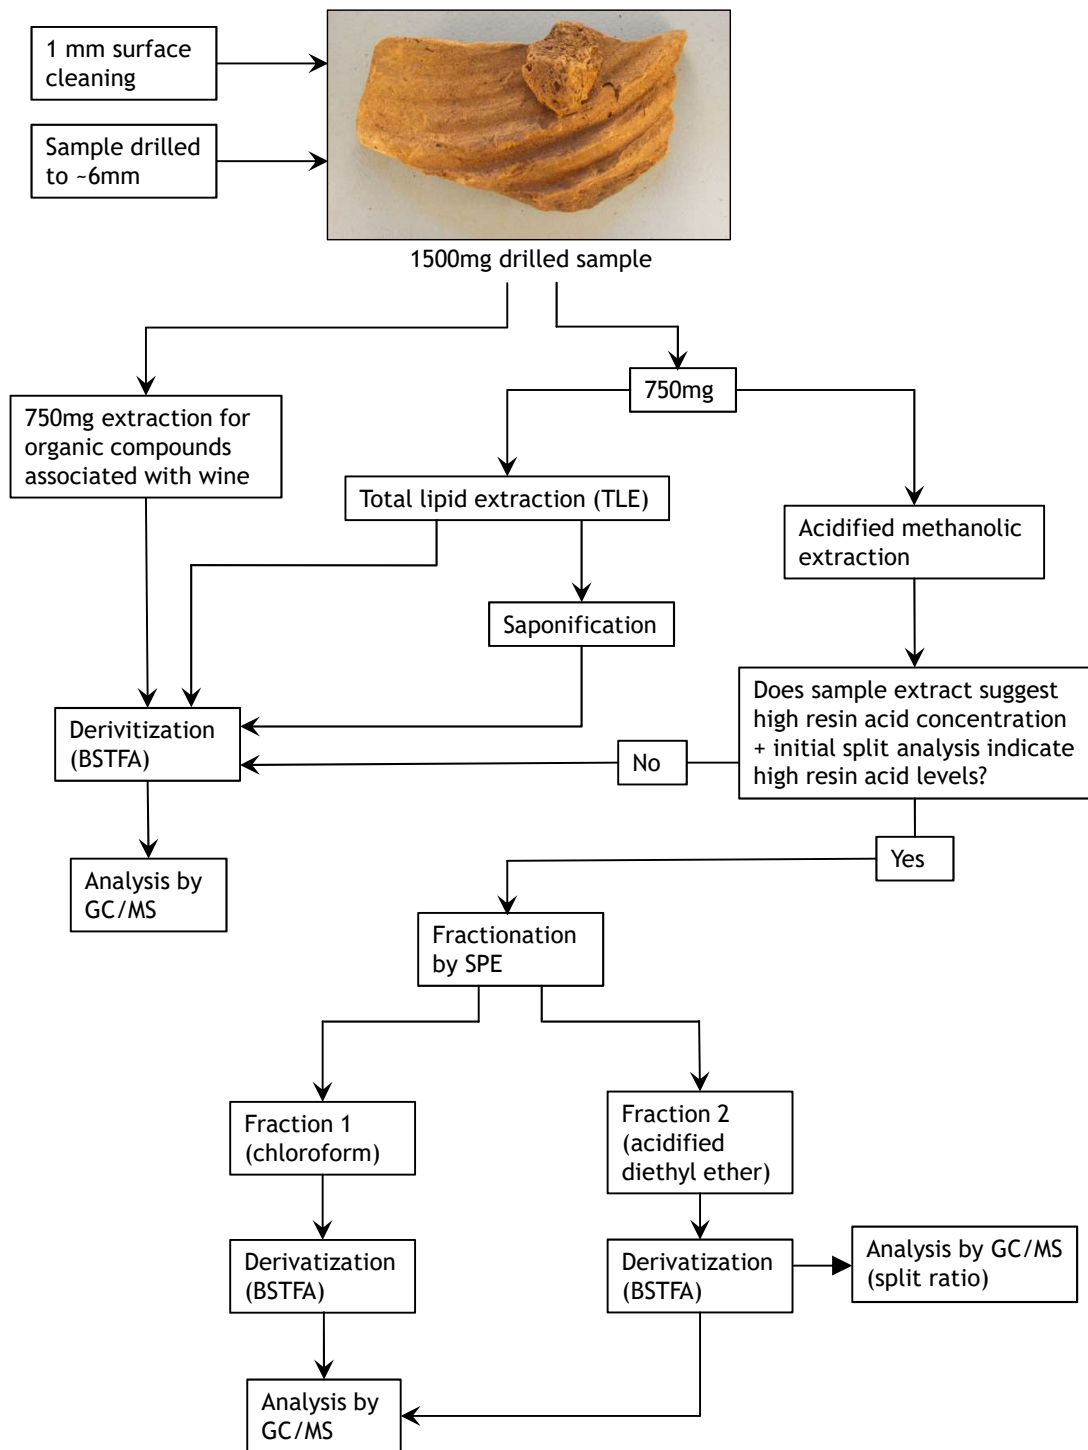 1 mm surface
cleaning
Sample drilled
to ~6mm
1500mg drilled sample
750mg
750mg extraction for
organic compounds
associated with wine
Total lipid extraction (TLE)
Acidified methanolic
extraction
Saponification
Does sample extract suggest
high resin acid concentration
+ initial split analysis indicate
high resin acid levels?
Derivitization
(BSTFA)
No
Yes
Analysis by
GC/MS
Fractionation
by SPE
Fraction 1
(chloroform)
Fraction 2
(acidified
diethyl ether)
Derivatization
(BSTFA)
Derivatization
(BSTFA)
Analysis by GC/MS
(split ratio)
Analysis by
GC/MS